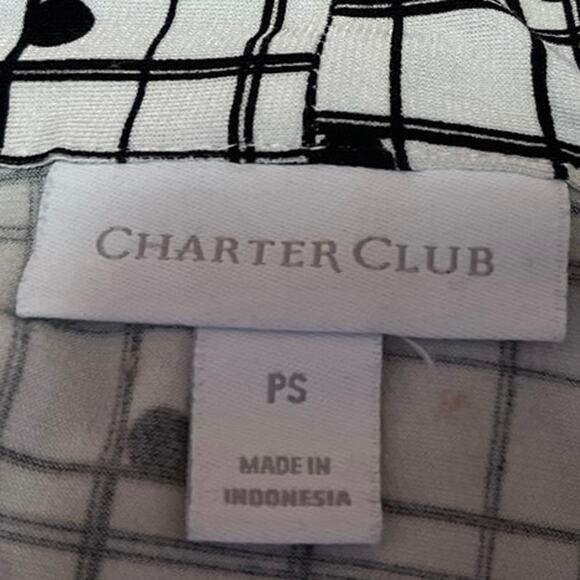 CHARTER CLUB
PS
MADE IN
INDONESIA